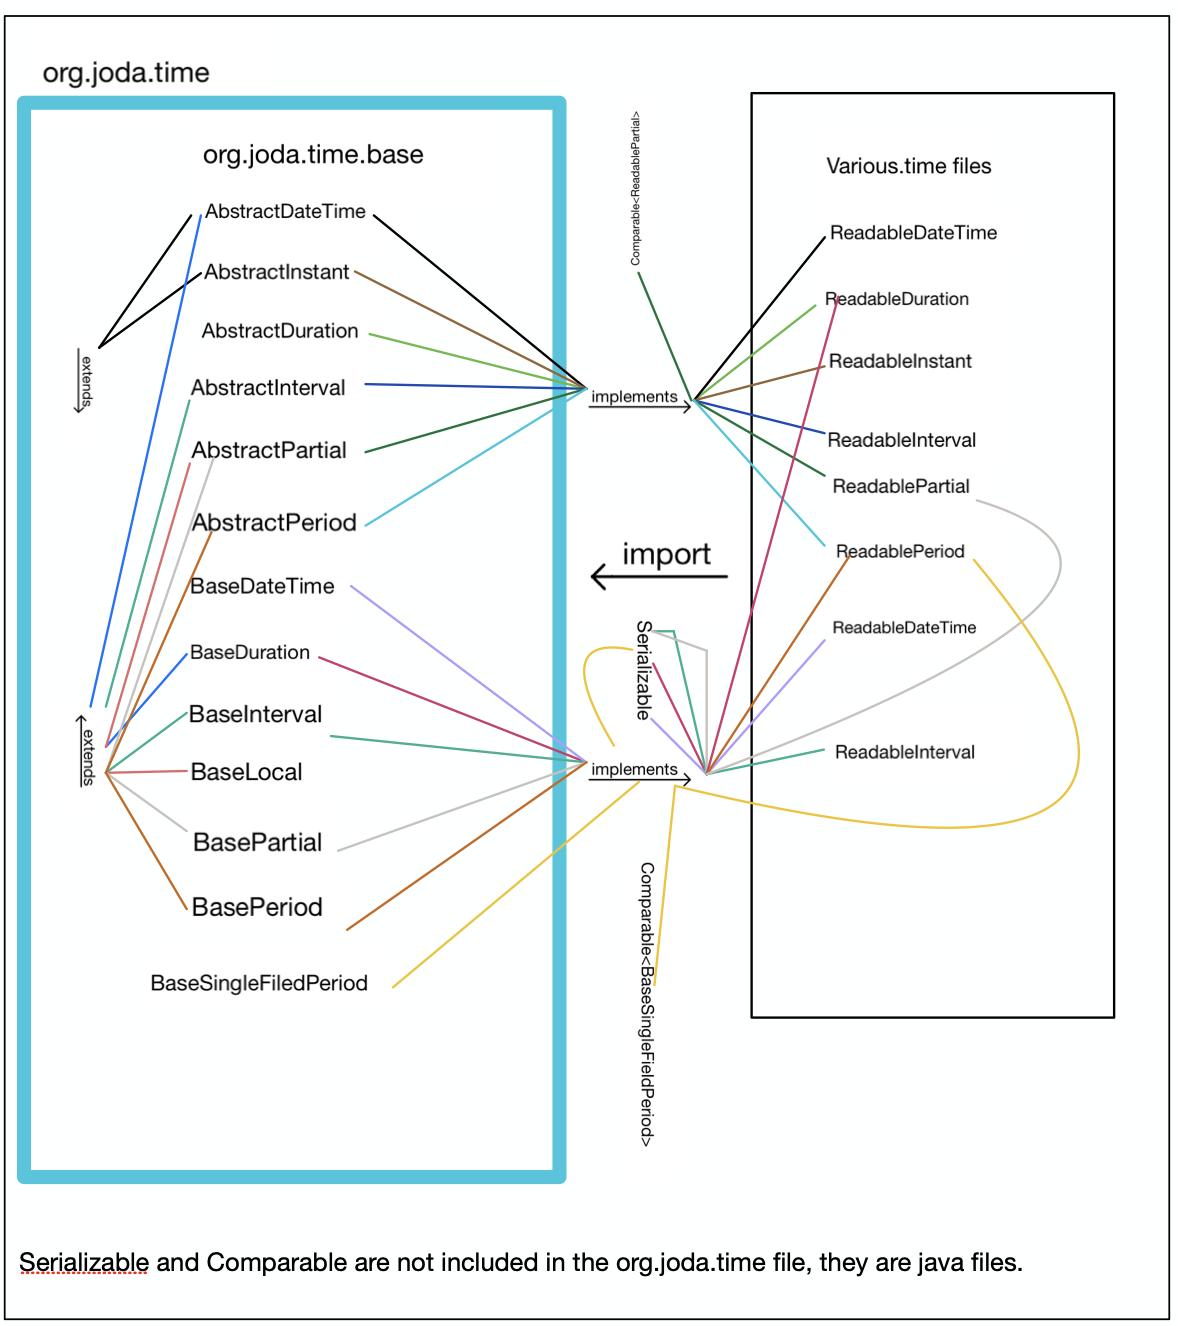 org.joda.time
org.joda.time.base
AbstractDateTime
AbstractInstant
AbstractDuration
AbstractInterval
AbstractPartial
AbstractPeriod
BaseDateTime
BaseDuration
BaseInterval
BaseLocal
BasePartial
BasePeriod
BaseSingleFiledPeriod
extends
extends
Comparable<ReadablePartial>
implements
import
Serializable
implements
Comparable<BaseSingleFieldPeriod>
Various.time files
ReadableDateTime
ReadableDuration
ReadableInstant
ReadableInterval
ReadablePartial
ReadablePeriod
ReadableDateTime
ReadableInterval
Serializable and Comparable are not included in the org.joda.time file, they are java files.